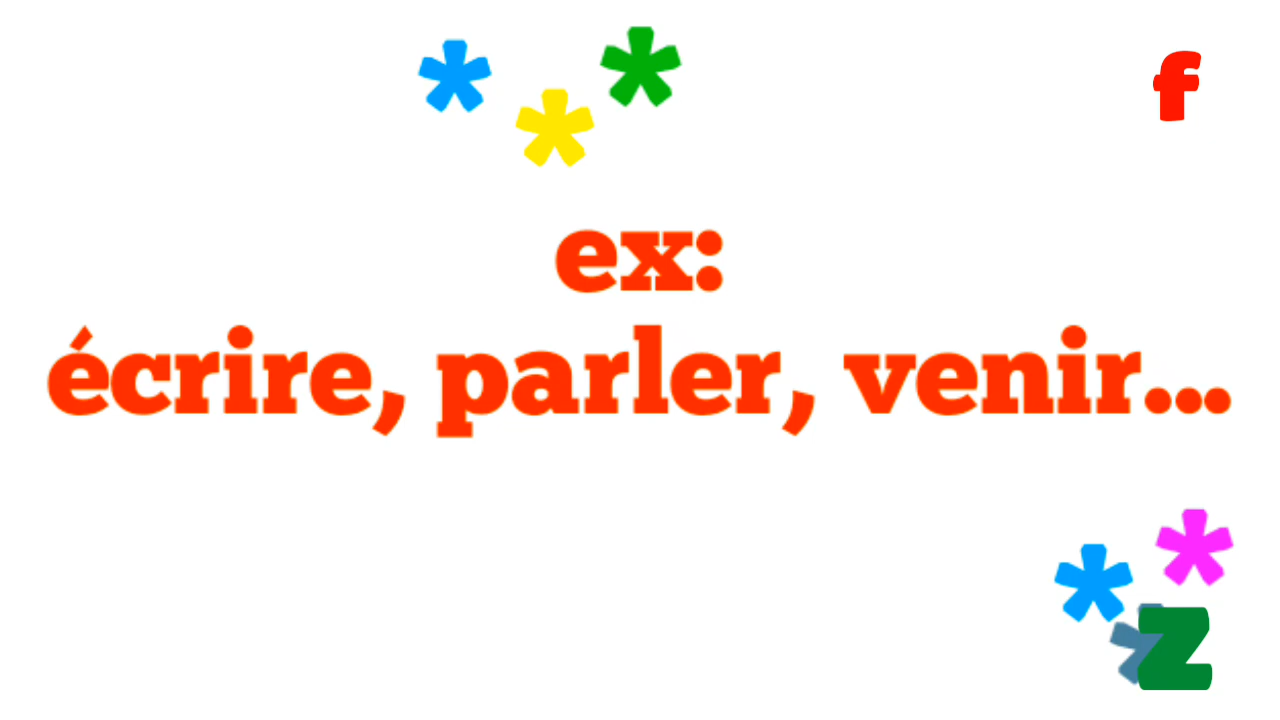 f
ex:
écrire, parler, venir...
z